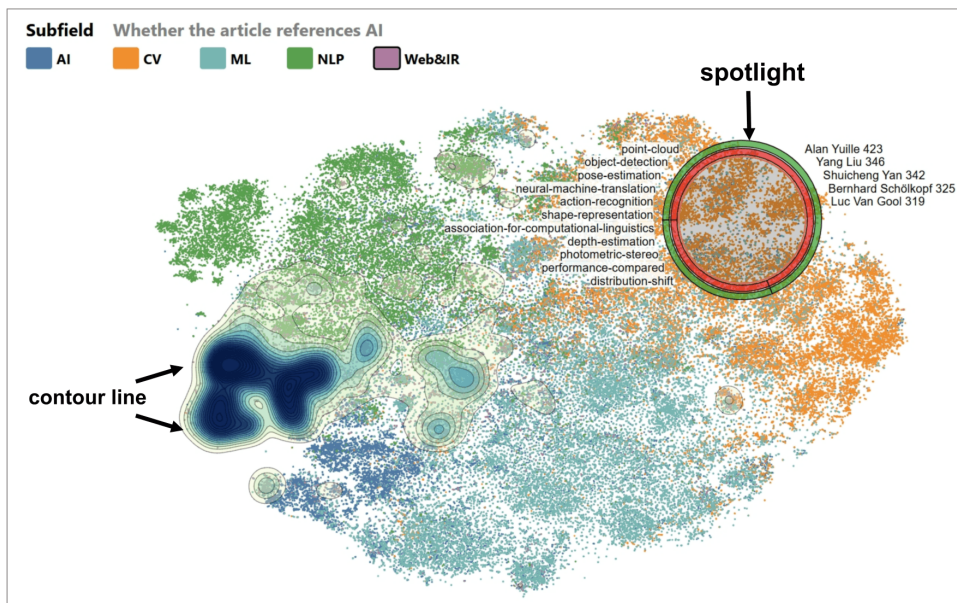 Subfield Whether the article references AI
AI CV ML NLP Web&IR
spotlight
point-cloud
object-detection
pose-estimation
neural-machine-translation
action-recognition
shape-representation
association-for-computational-linguistics
depth-estimation
photometric-stereo
performance-compared
distribution-shift
Alan Yuille 423
Yang Liu 346
Shuicheng Yan 342
Bernhard Schölkopf 325
Luc Van Gool 319
contour line